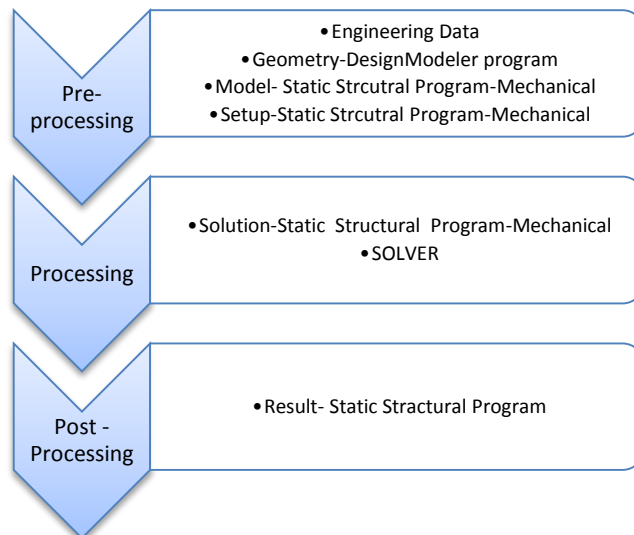 Pre-
processing
•Engineering Data
•Geometry-DesignModeler program
•Model- Static Strcutral Program-Mechanical
•Setup-Static Strcutral Program-Mechanical
Processing
•Solution-Static Structural Program-Mechanical
•SOLVER
Post -
Processing
•Result- Static Stractural Program